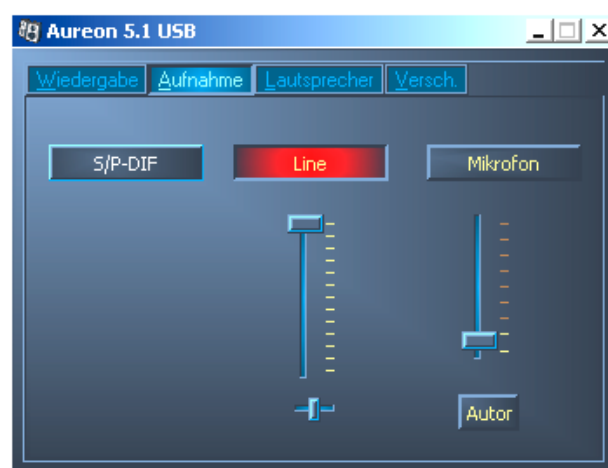 Aureon 5.1 USB
Wiedergabe Aufnahme Lautsprecher Versch.
S/P-DIF Line Mikrofon
Autor